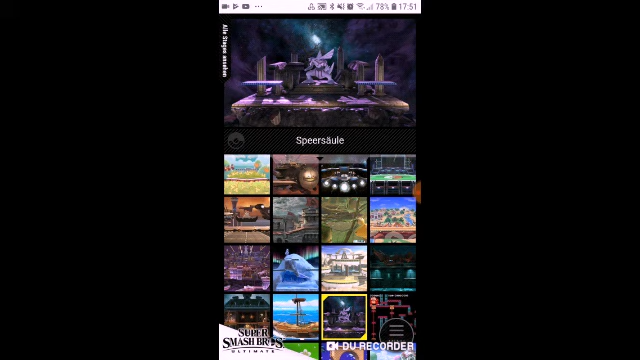 78% 17:51
Alle Stages ansehen
Speersäule
SUPER
SMASH BROS.
ULTIMATE
DU RECORDER